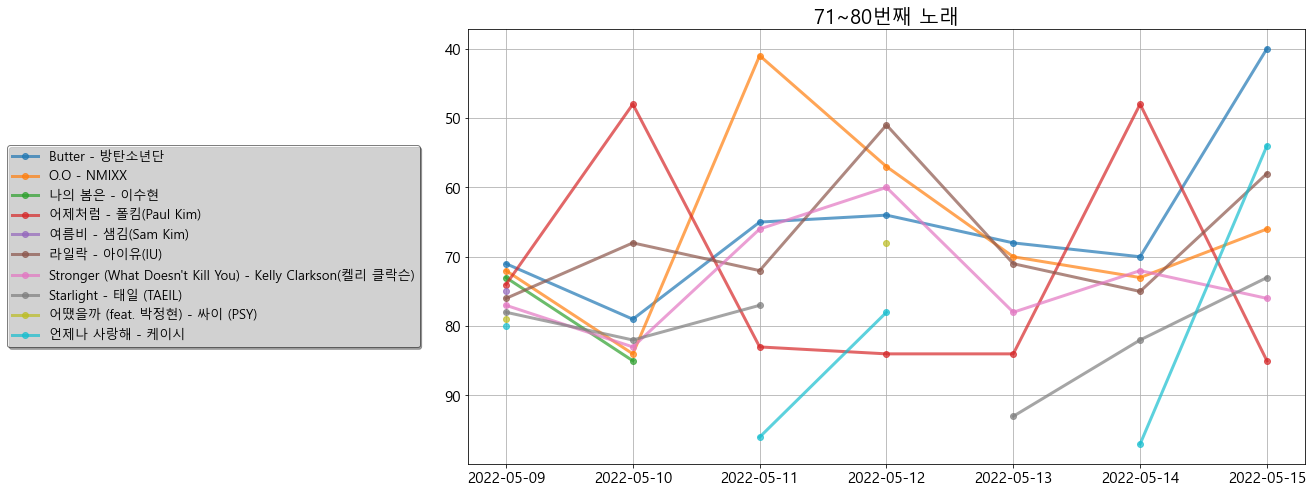 71~80번째 노래
Butter - 방탄소년단
O.O - NMIXX
나의 봄은 - 이수현
어제처럼 - 폴킴(Paul Kim)
여름비 - 샘김(Sam Kim)
라일락 - 아이유(IU)
Stronger (What Doesn't Kill You) - Kelly Clarkson(켈리 클락슨)
Starlight - 태일 (TAEIL)
어땠을까 (feat. 박정현) - 싸이 (PSY)
언제나 사랑해 - 케이시
40
50
60
70
80
90
2022-05-09 2022-05-10 2022-05-11 2022-05-12 2022-05-13 2022-05-14 2022-05-15